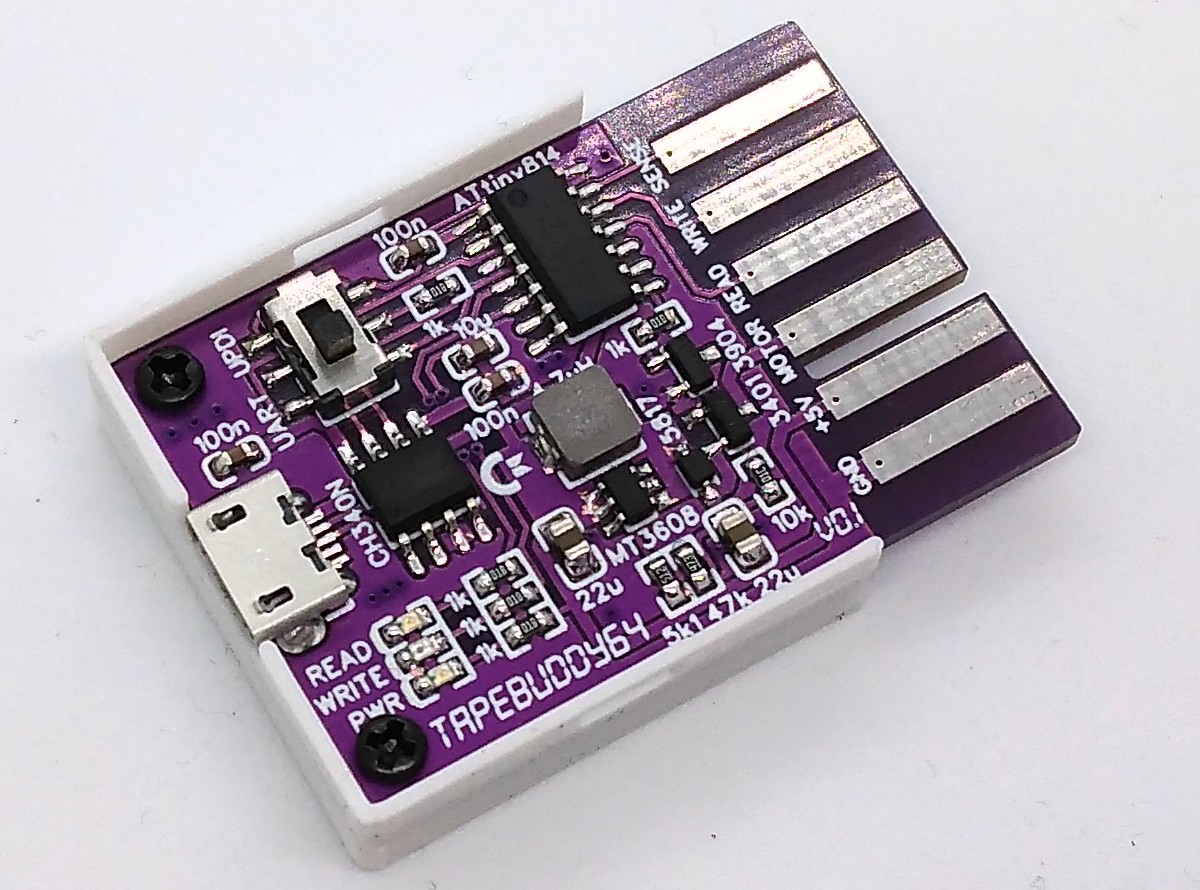 SENSE
WRITE
READ
MOTOR
+5V
GND
ATtiny814
100n
1k
10u
100n
UPDI
UART
100n
CH340N
1k
3904
3401
5817
10k
V0.1
MT3608
22u
22u
5k1
47k
1k
1k
1k
READ
WRITE
PWR
TAPEBUDDY64